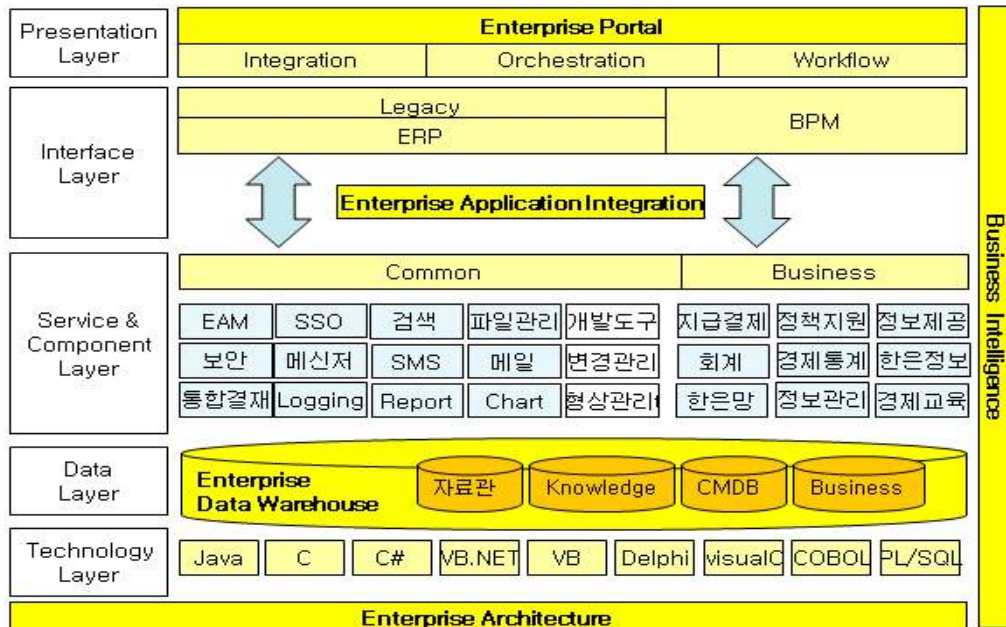 Presentation
Layer
Enterprise Portal
Integration
Orchestration
Workflow
Interface
Layer
Legacy
ERP
BPM
Enterprise Application Integration
Service &
Component
Layer
Common
Business
EAM
SSO
검색
파일관리
개발도구
지급결제
정책지원
정보제공
보안
메신저
SMS
메일
변경관리
회계
경제통계
한은정보
통합결재
Logging
Report
Chart
형상관리
한은망
정보관리
경제교육
Data
Layer
Enterprise
Data Warehouse
자료관
Knowledge
CMDB
Business
Technology
Layer
Java
C
C#
VB.NET
VB
Delphi
visualC
COBOL
PL/SQL
Enterprise Architecture
Business Intelligence